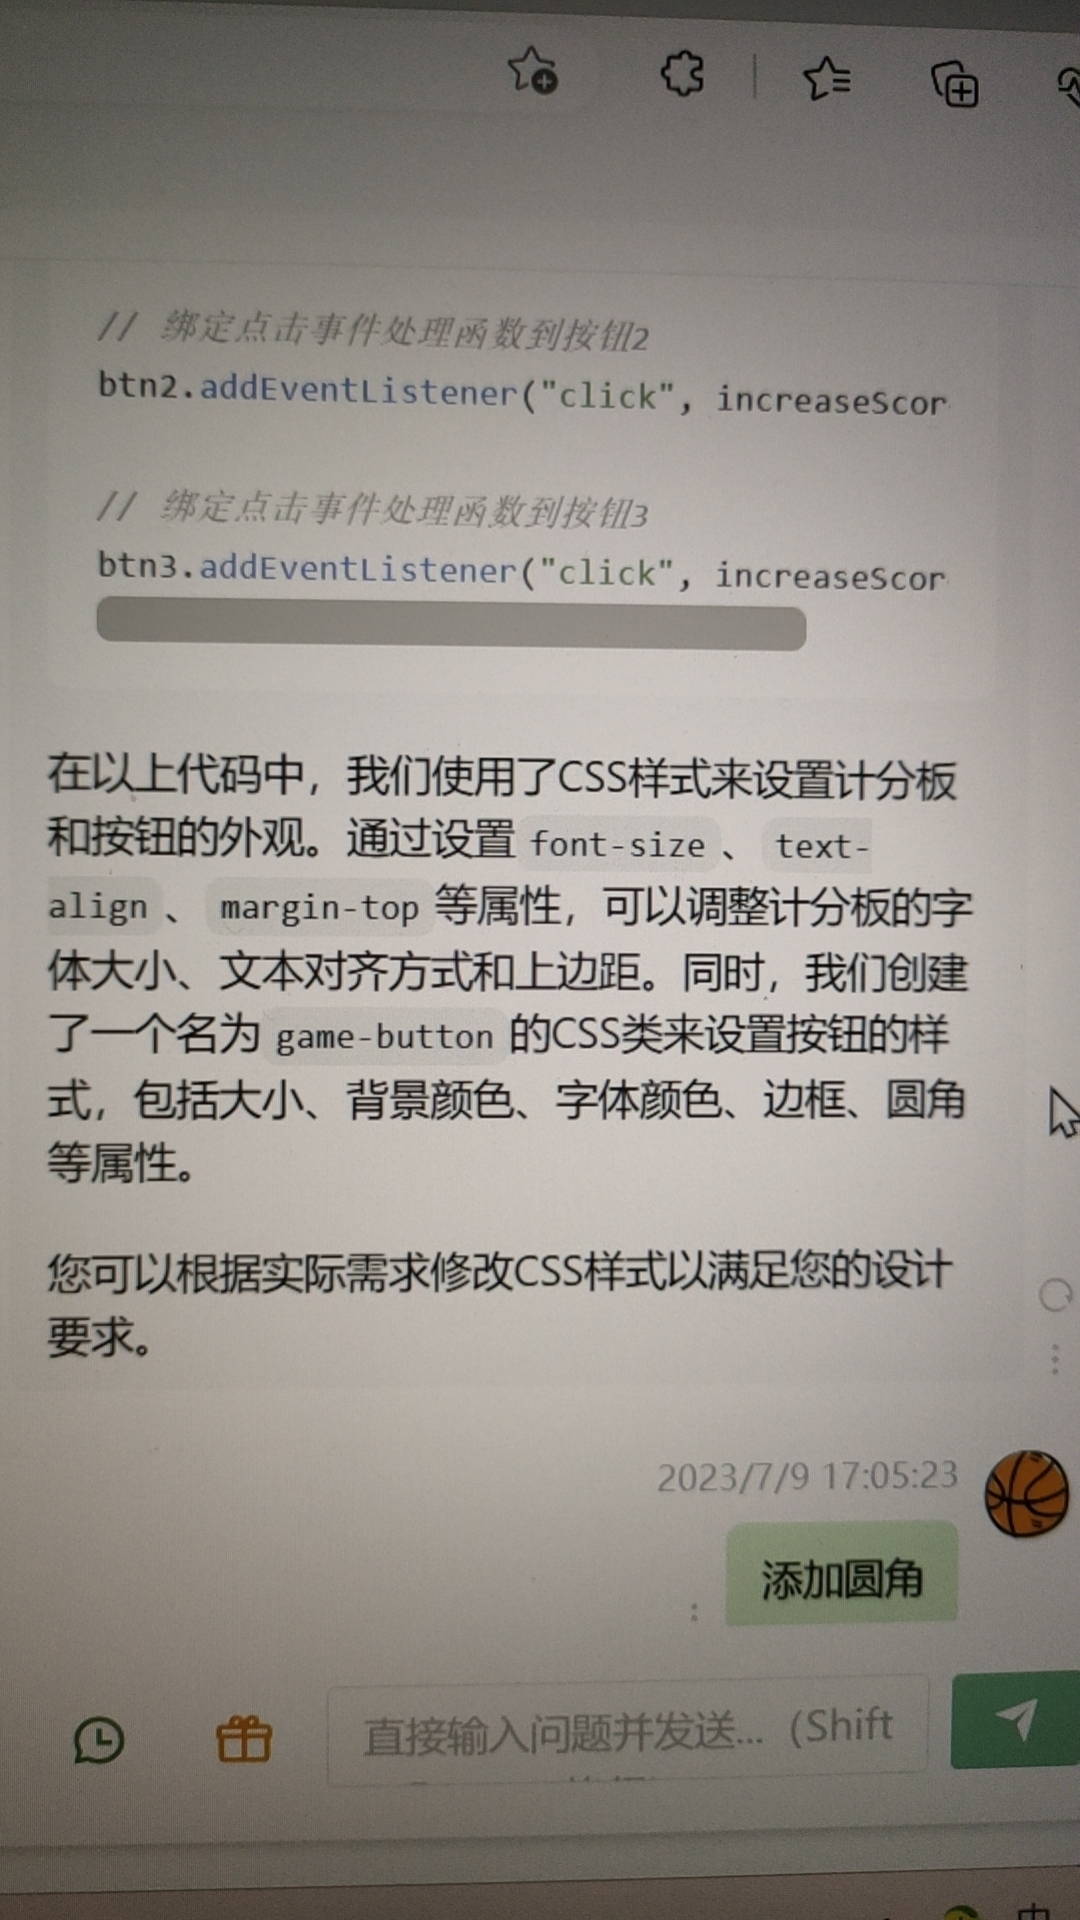 // 绑定点击事件处理函数到按钮2
btn2.addEventListener("click", increaseScor
// 绑定点击事件处理函数到按钮3
btn3.addEventListener("click", increaseScor
在以上代码中，我们使用了CSS样式来设置计分板
和按钮的外观。通过设置 font-size 、 text-
align 、 margin-top 等属性，可以调整计分板的字
体大小、文本对齐方式和上边距。同时，我们创建
了一个名为 game-button 的CSS类来设置按钮的样
式，包括大小、背景颜色、字体颜色、边框、圆角
等属性。
您可以根据实际需求修改CSS样式以满足您的设计
要求。
2023/7/9 17:05:23
添加圆角
直接输入问题并发送... （Shift